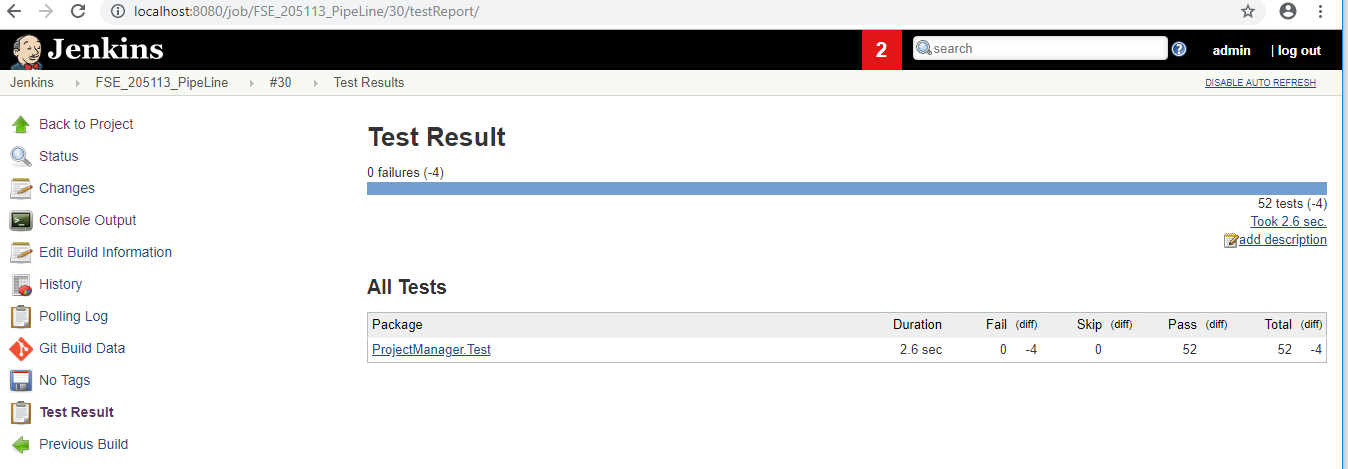 localhost:8080/job/FSE_205113_PipeLine/30/testReport/
Jenkins 2 search ? admin | log out
Jenkins FSE_205113_PipeLine #30 Test Results DISABLE AUTO REFRESH
Back to Project
Status
Changes
Console Output
Edit Build Information
History
Polling Log
Git Build Data
No Tags
Test Result
Previous Build
Test Result
0 failures (-4)
52 tests (-4)
Took 2.6 sec.
add description
All Tests
Package Duration Fail (diff) Skip (diff) Pass (diff) Total (diff)
ProjectManager.Test 2.6 sec 0 -4 0 52 52 -4